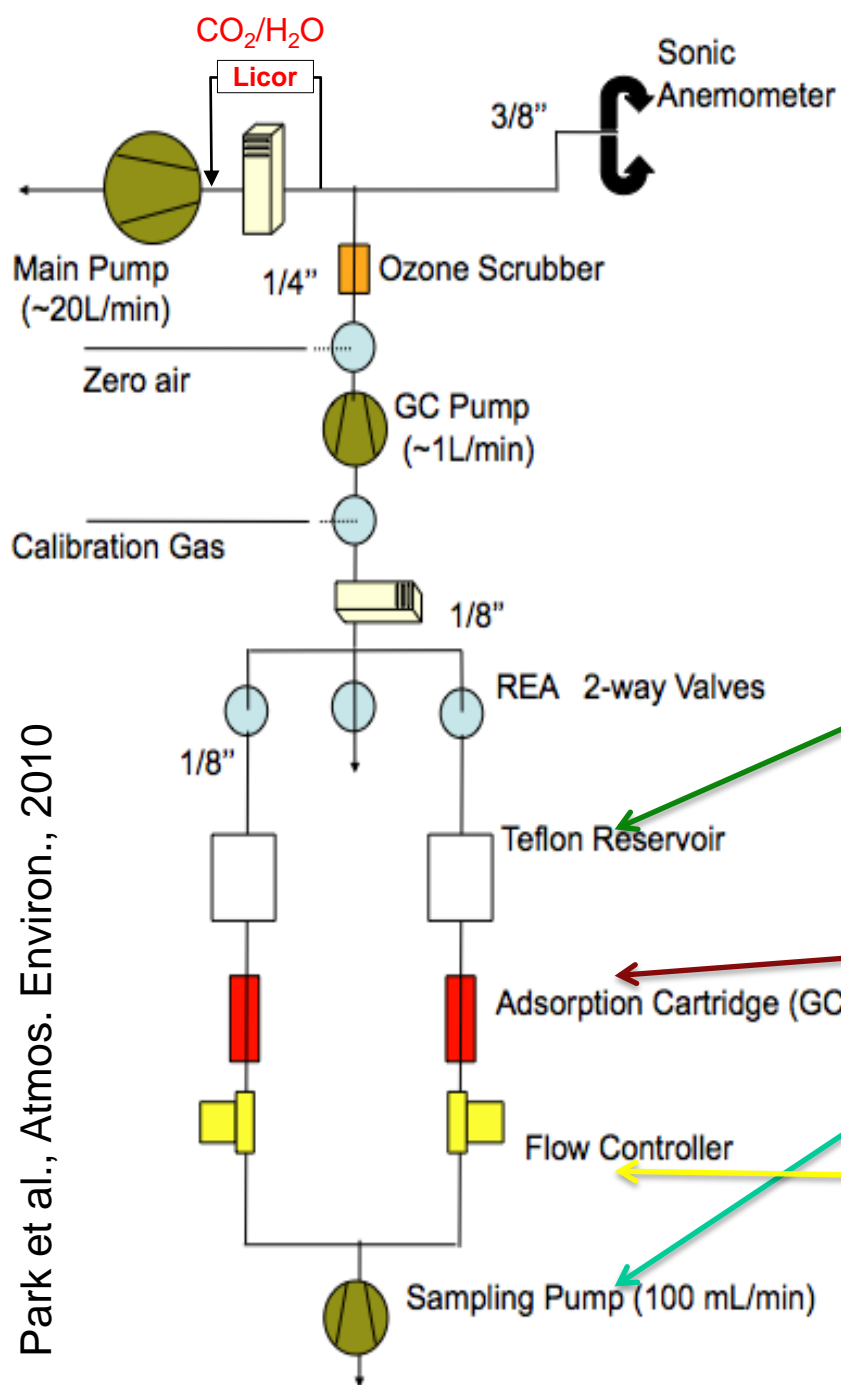 CO₂/H₂O
Licor
Sonic
Anemometer
3/8”
Main Pump
(~20L/min)
1/4”
Ozone Scrubber
Zero air
GC Pump
(~1L/min)
Calibration Gas
1/8”
REA 2-way Valves
1/8”
Teflon Reservoir
Adsorption Cartridge (GC
Flow Controller
Sampling Pump (100 mL/min)
Park et al., Atmos. Environ., 2010